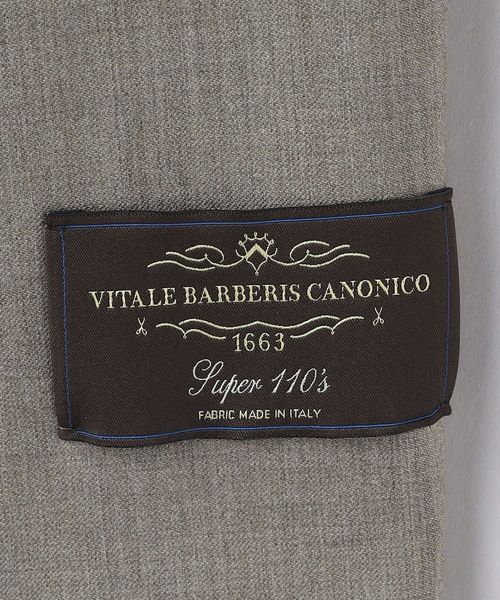 VITALE BARBERIS CANONICO
1663
Super 110's
FABRIC MADE IN ITALY